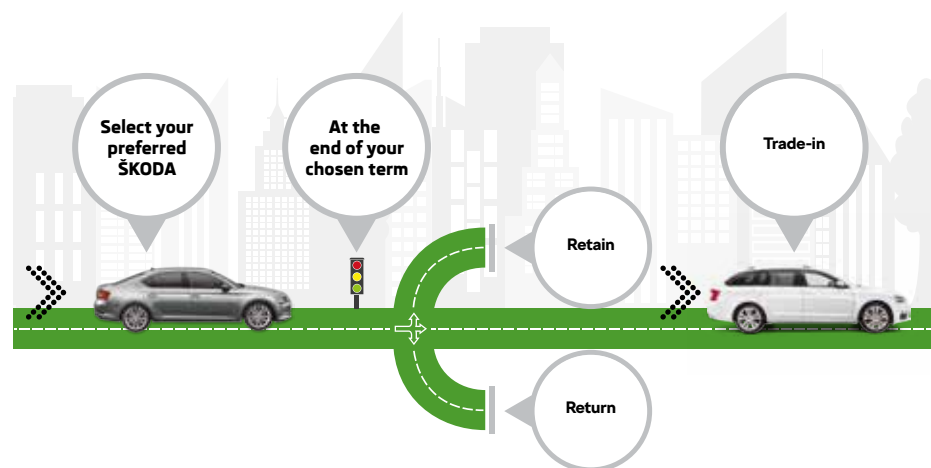 Select your
preferred
ŠKODA
At the
end of your
chosen term
Retain
Return
Trade-in